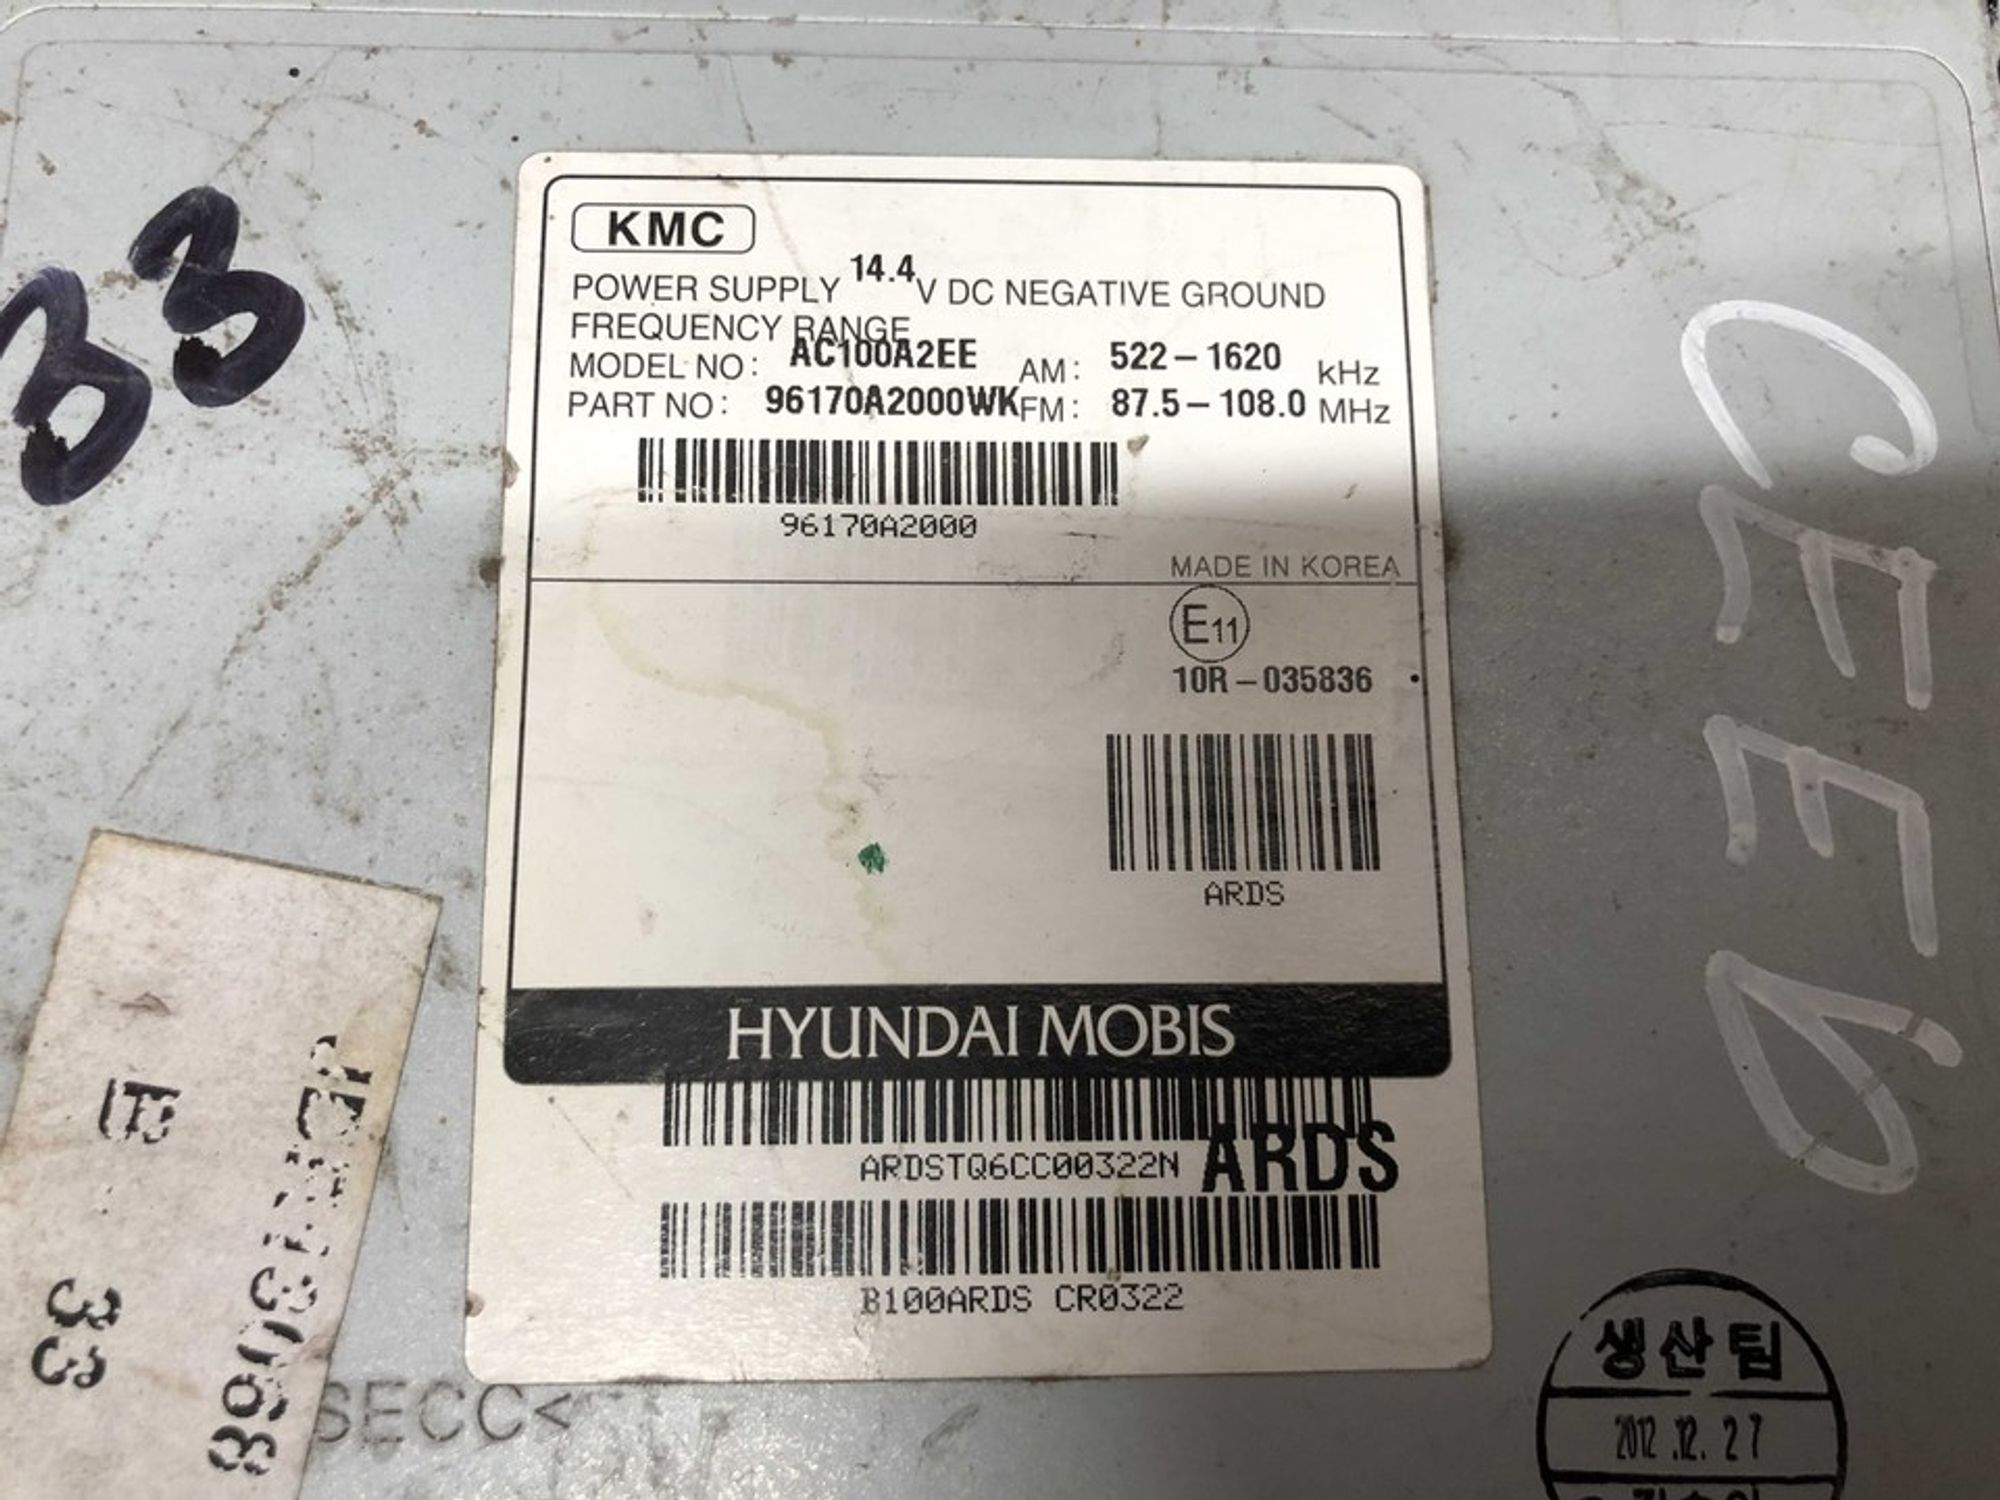 33
KMC
POWER SUPPLY 14.4 V DC NEGATIVE GROUND
FREQUENCY RANGE
MODEL NO: AC100A2EE AM: 522-1620 kHz
PART NO: 96170A2000WK FM: 87.5-108.0 MHz
96170A2000
MADE IN KOREA
E11
10R-035836
ARDS
HYUNDAI MOBIS
ARDSTQ6CC00322N ARDS
B100ARDS CR0322
CEED
E
33
SECC<
생산팀
2012.12.27